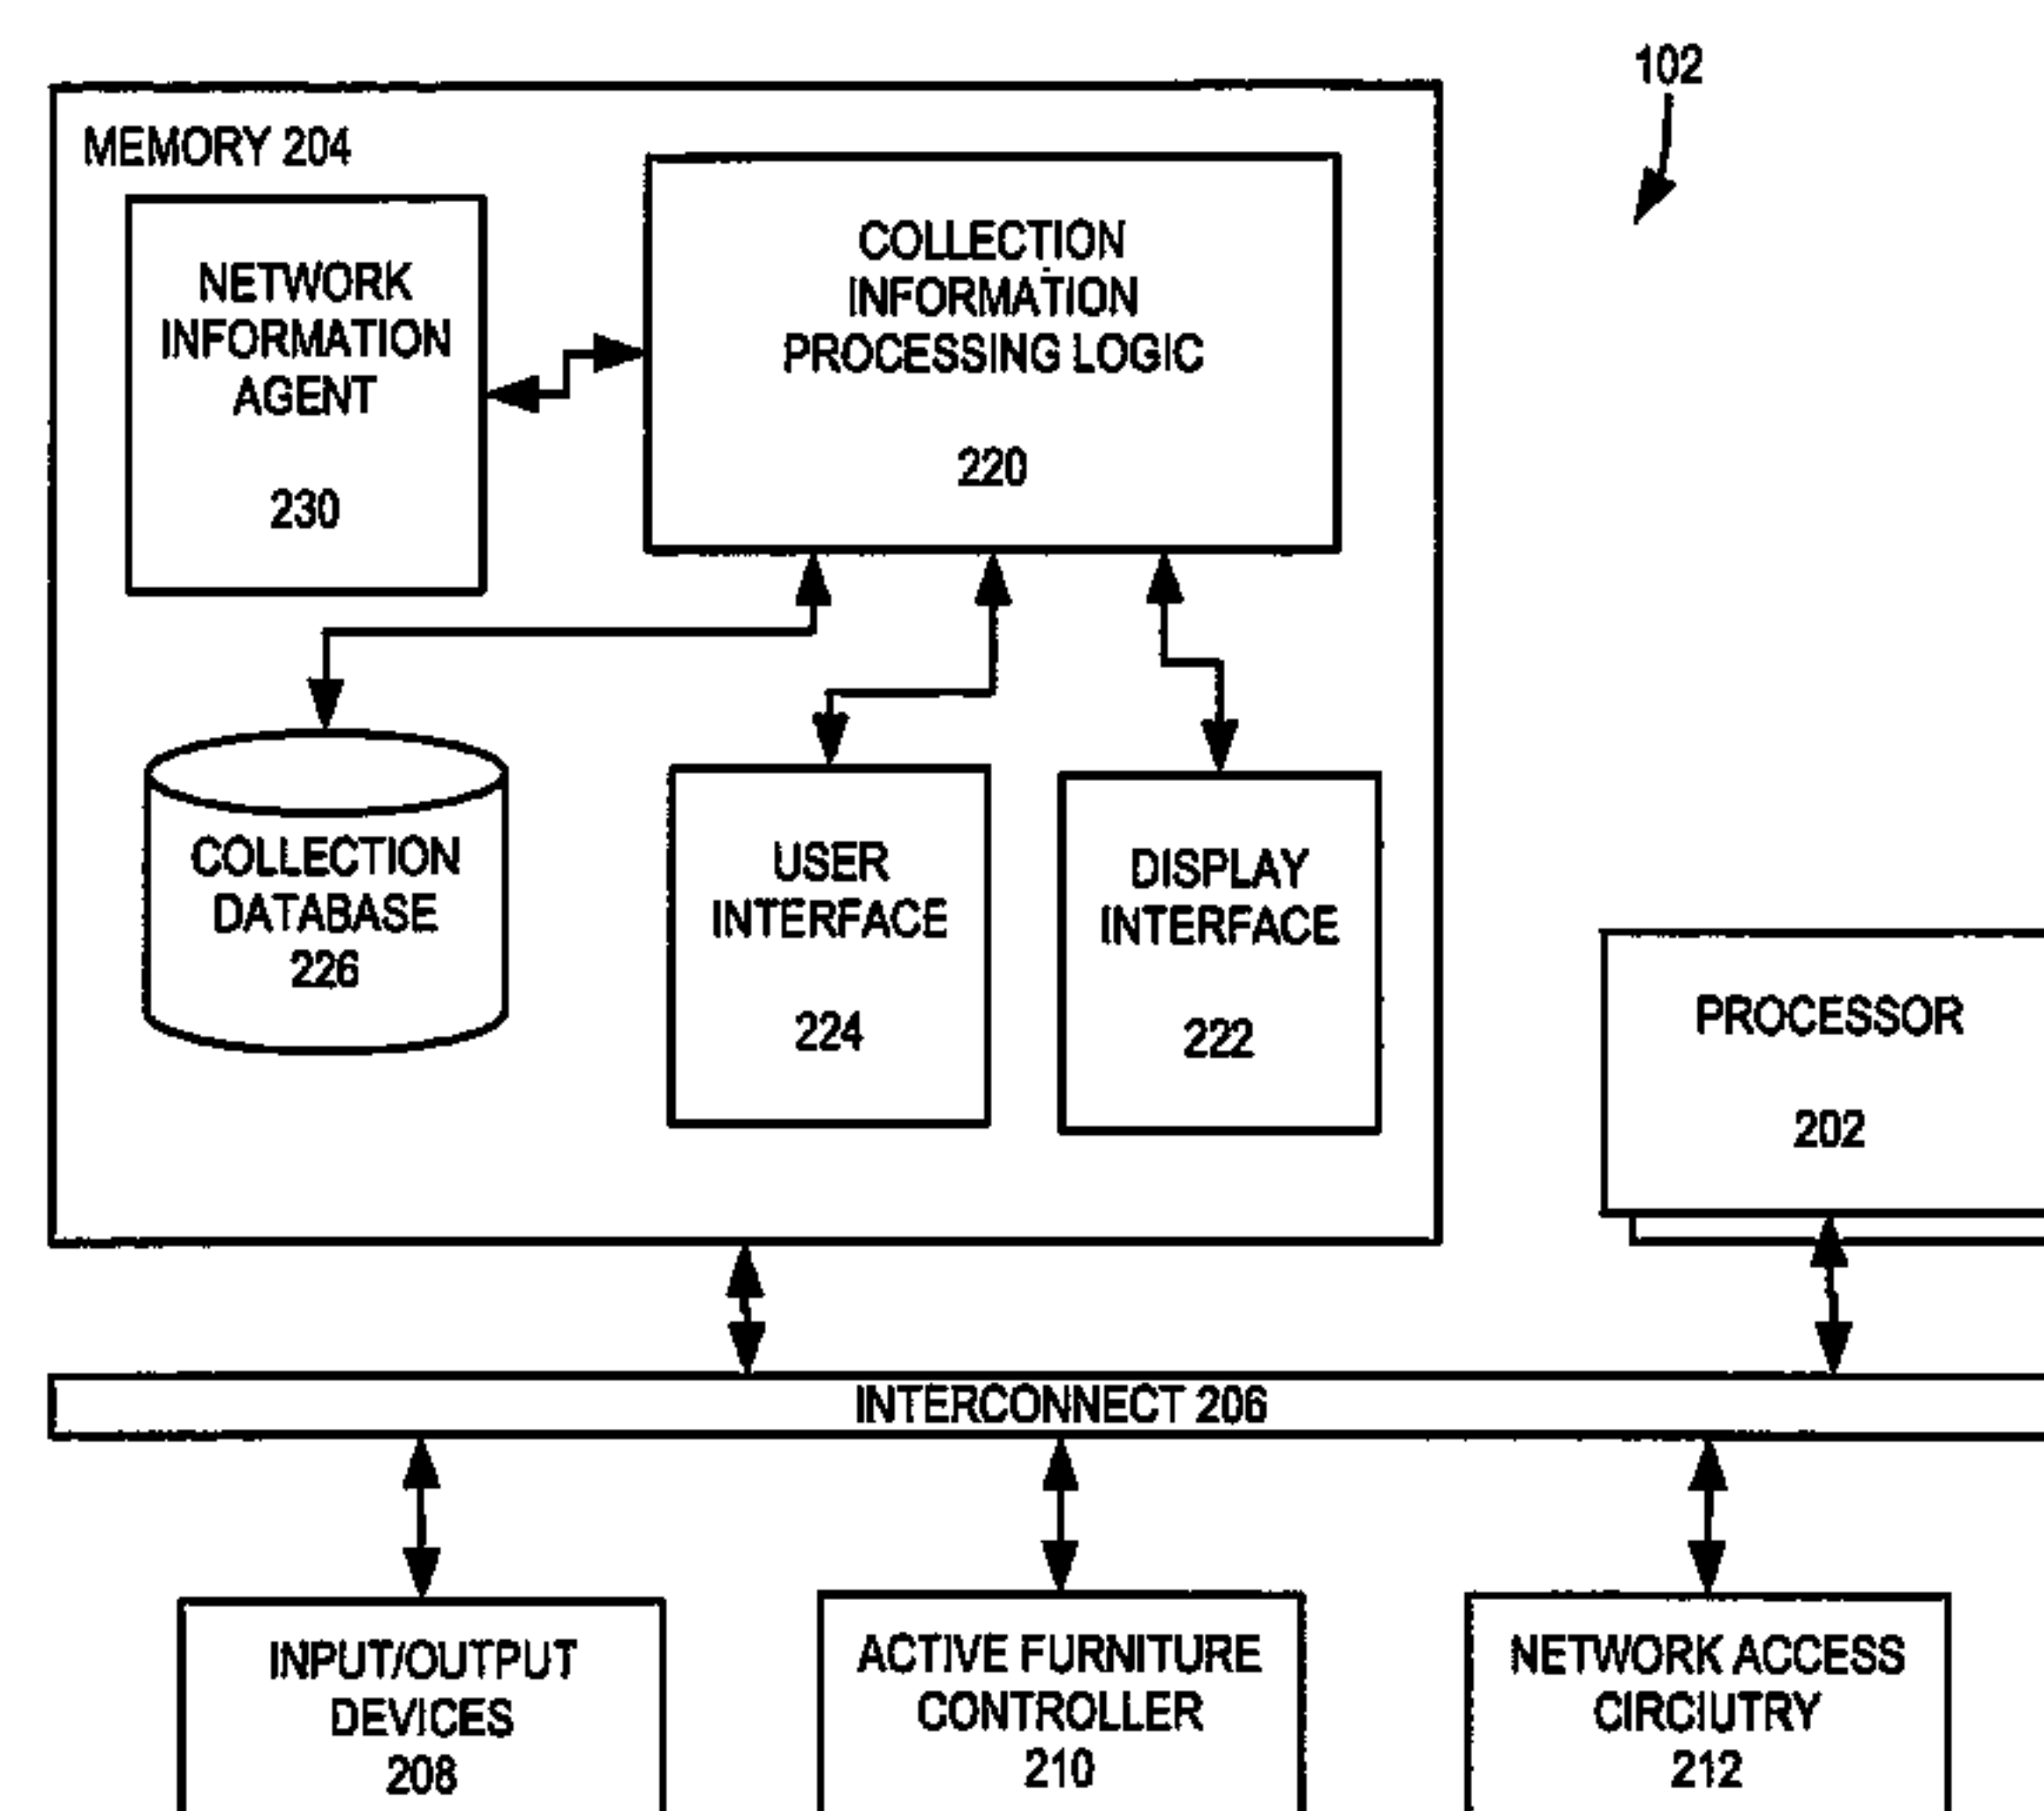 102
MEMORY 204
NETWORK
INFORMATION
AGENT
230
COLLECTION
INFORMATION
PROCESSING LOGIC
220
COLLECTION
DATABASE
226
USER
INTERFACE
224
DISPLAY
INTERFACE
222
PROCESSOR
202
INTERCONNECT 206
INPUT/OUTPUT
DEVICES
208
ACTIVE FURNITURE
CONTROLLER
210
NETWORK ACCESS
CIRCIUTRY
212